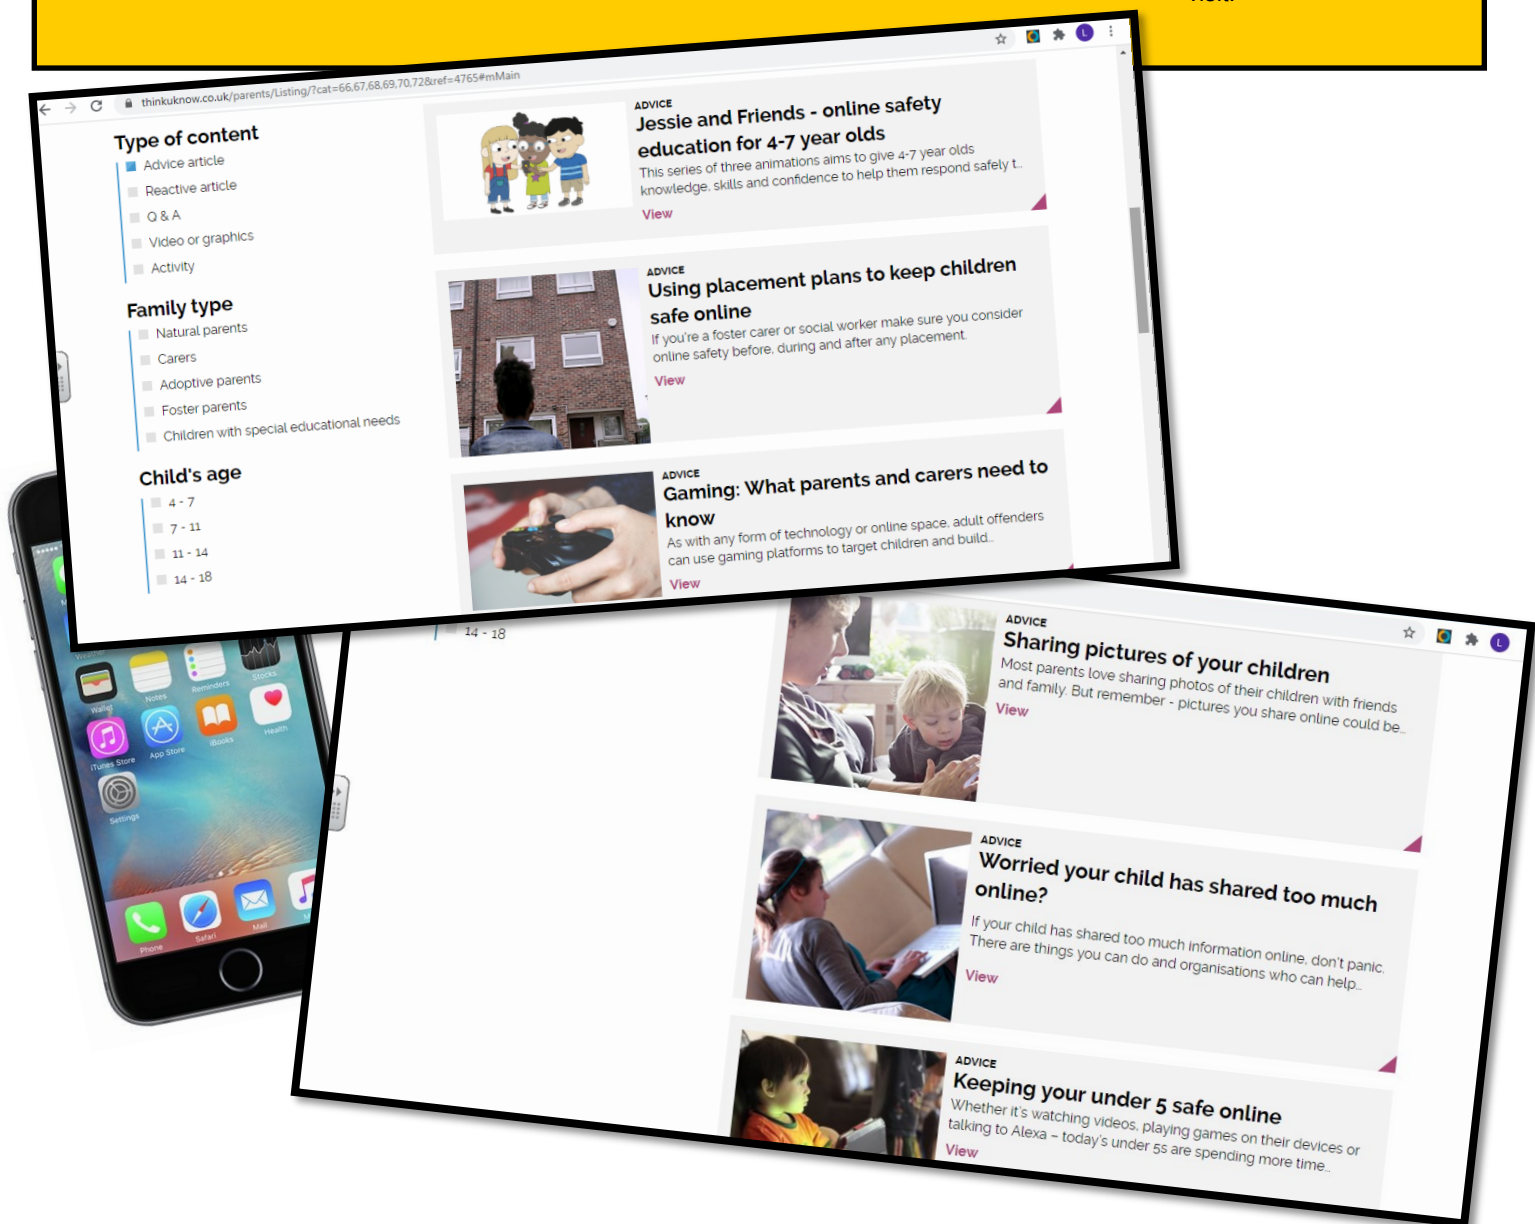 thinkuknow.co.uk/parents/Listing/?cat=66,67,68,69,70,72&ref=4765#mMain
L
Type of content
Advice article
Reactive article
Q & A
Video or graphics
Activity
Family type
Natural parents
Carers
Adoptive parents
Foster parents
Children with special educational needs
Child's age
4 - 7
7 - 11
11 - 14
14 - 18
ADVICE
Jessie and Friends - online safety
education for 4-7 year olds
This series of three animations aims to give 4-7 year olds
knowledge, skills and confidence to help them respond safely t...
View
ADVICE
Using placement plans to keep children
safe online
If you're a foster carer or social worker make sure you consider
online safety before, during and after any placement.
View
ADVICE
Gaming: What parents and carers need to
know
As with any form of technology or online space, adult offenders
can use gaming platforms to target children and build...
View
Wallet
Notes
Reminders
Stocks
iTunes Store
App Store
iBooks
Health
Settings
Phone
Safari
Mail
14 - 18
L
ADVICE
Sharing pictures of your children
Most parents love sharing photos of their children with friends
and family. But remember - pictures you share online could be...
View
ADVICE
Worried your child has shared too much
online?
If your child has shared too much information online, don't panic.
There are things you can do and organisations who can help...
View
ADVICE
Keeping your under 5 safe online
Whether it's watching videos, playing games on their devices or
talking to Alexa – today's under 5s are spending more time...
View